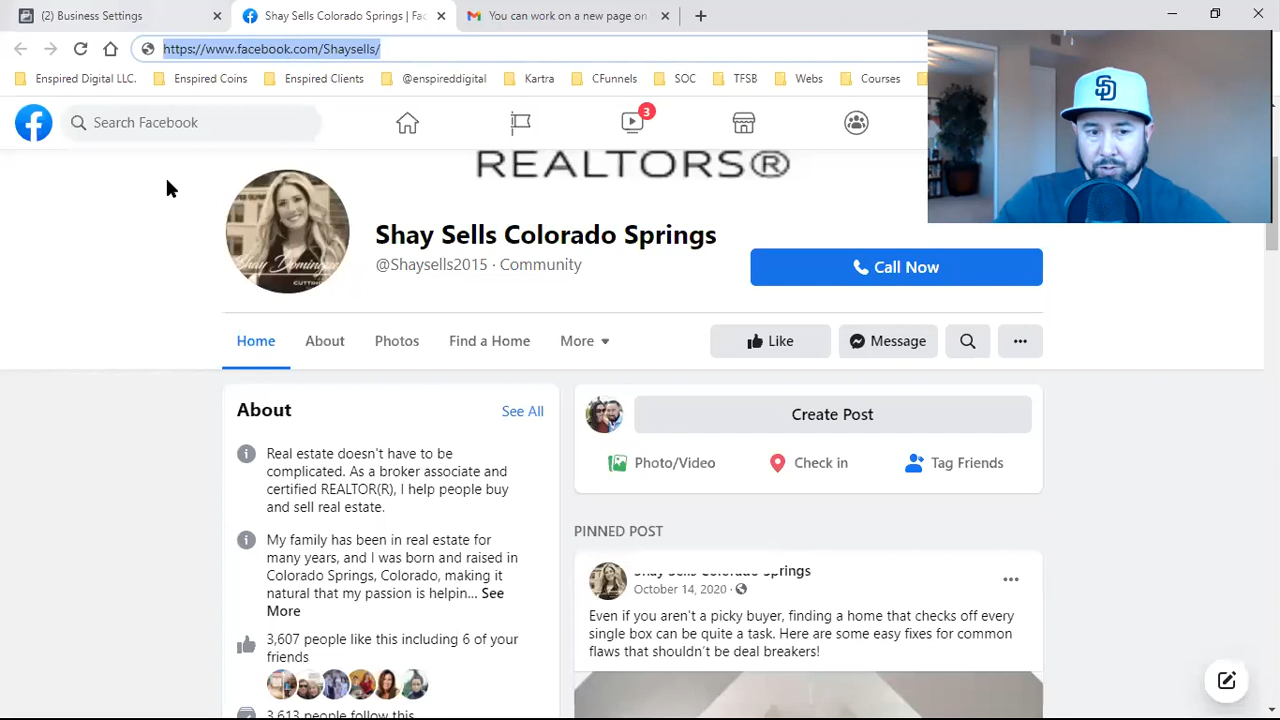 (2) Business Settings
Shay Sells Colorado Springs | Fac
You can work on a new page on
https://www.facebook.com/Shaysells/
Enspired Digital LLC.
Enspired Coins
Enspired Clients
@enspireddigital
Kartra
CFunnels
SOC
TFSB
Webs
Courses
Search Facebook
3
SD
REALTORS®
Shay Sells Colorado Springs
@Shaysells2015 · Community
Call Now
Home
About
Photos
Find a Home
More
Like
Message
About
See All
Real estate doesn't have to be
complicated. As a broker associate and
certified REALTOR(R), I help people buy
and sell real estate.
My family has been in real estate for
many years, and I was born and raised in
Colorado Springs, Colorado, making it
natural that my passion is helpin... See
More
3,607 people like this including 6 of your
friends
3,613 people follow this
Create Post
Photo/Video
Check in
Tag Friends
PINNED POST
Shay Sells Colorado Springs
October 14, 2020 ·
Even if you aren't a picky buyer, finding a home that checks off every
single box can be quite a task. Here are some easy fixes for common
flaws that shouldn't be deal breakers!